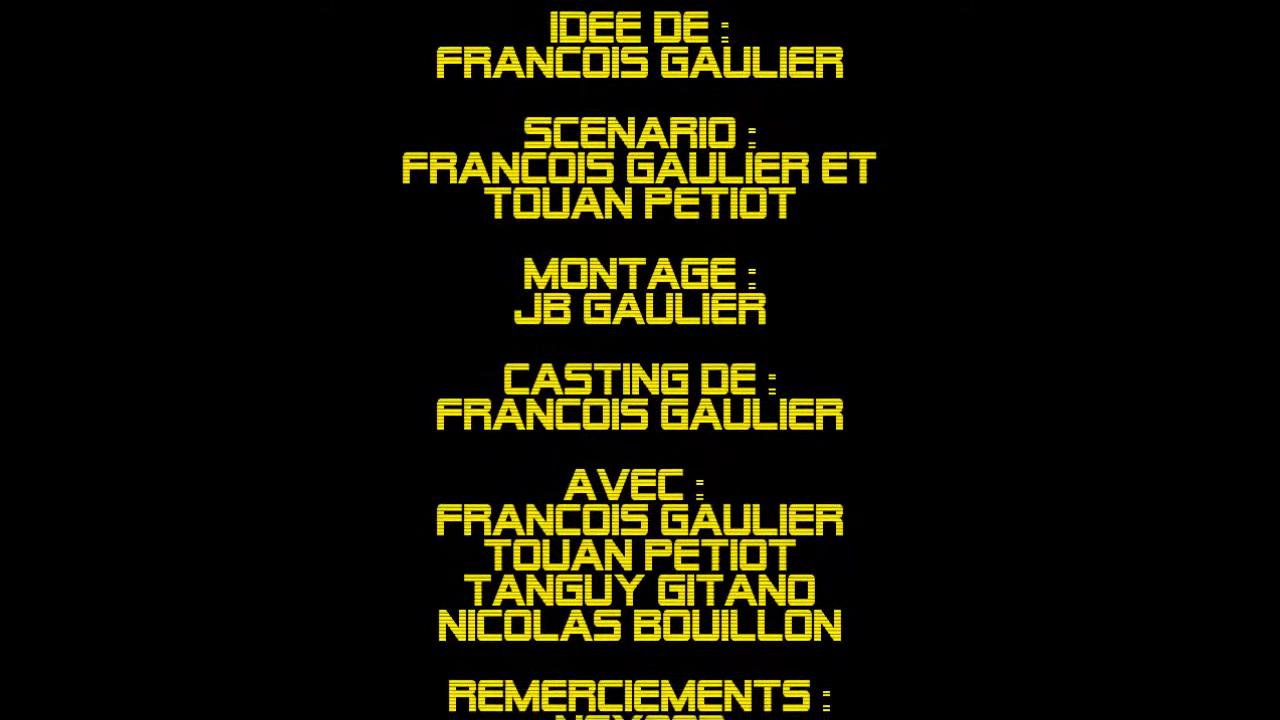 IDEE DE :
FRANCOIS GAULIER
SCENARIO :
FRANCOIS GAULIER ET
TOUAN PETIOT
MONTAGE :
JB GAULIER
CASTING DE :
FRANCOIS GAULIER
AVEC :
FRANCOIS GAULIER
TOUAN PETIOT
TANGUY GITANO
NICOLAS BOUILLON
REMERCIEMENTS :